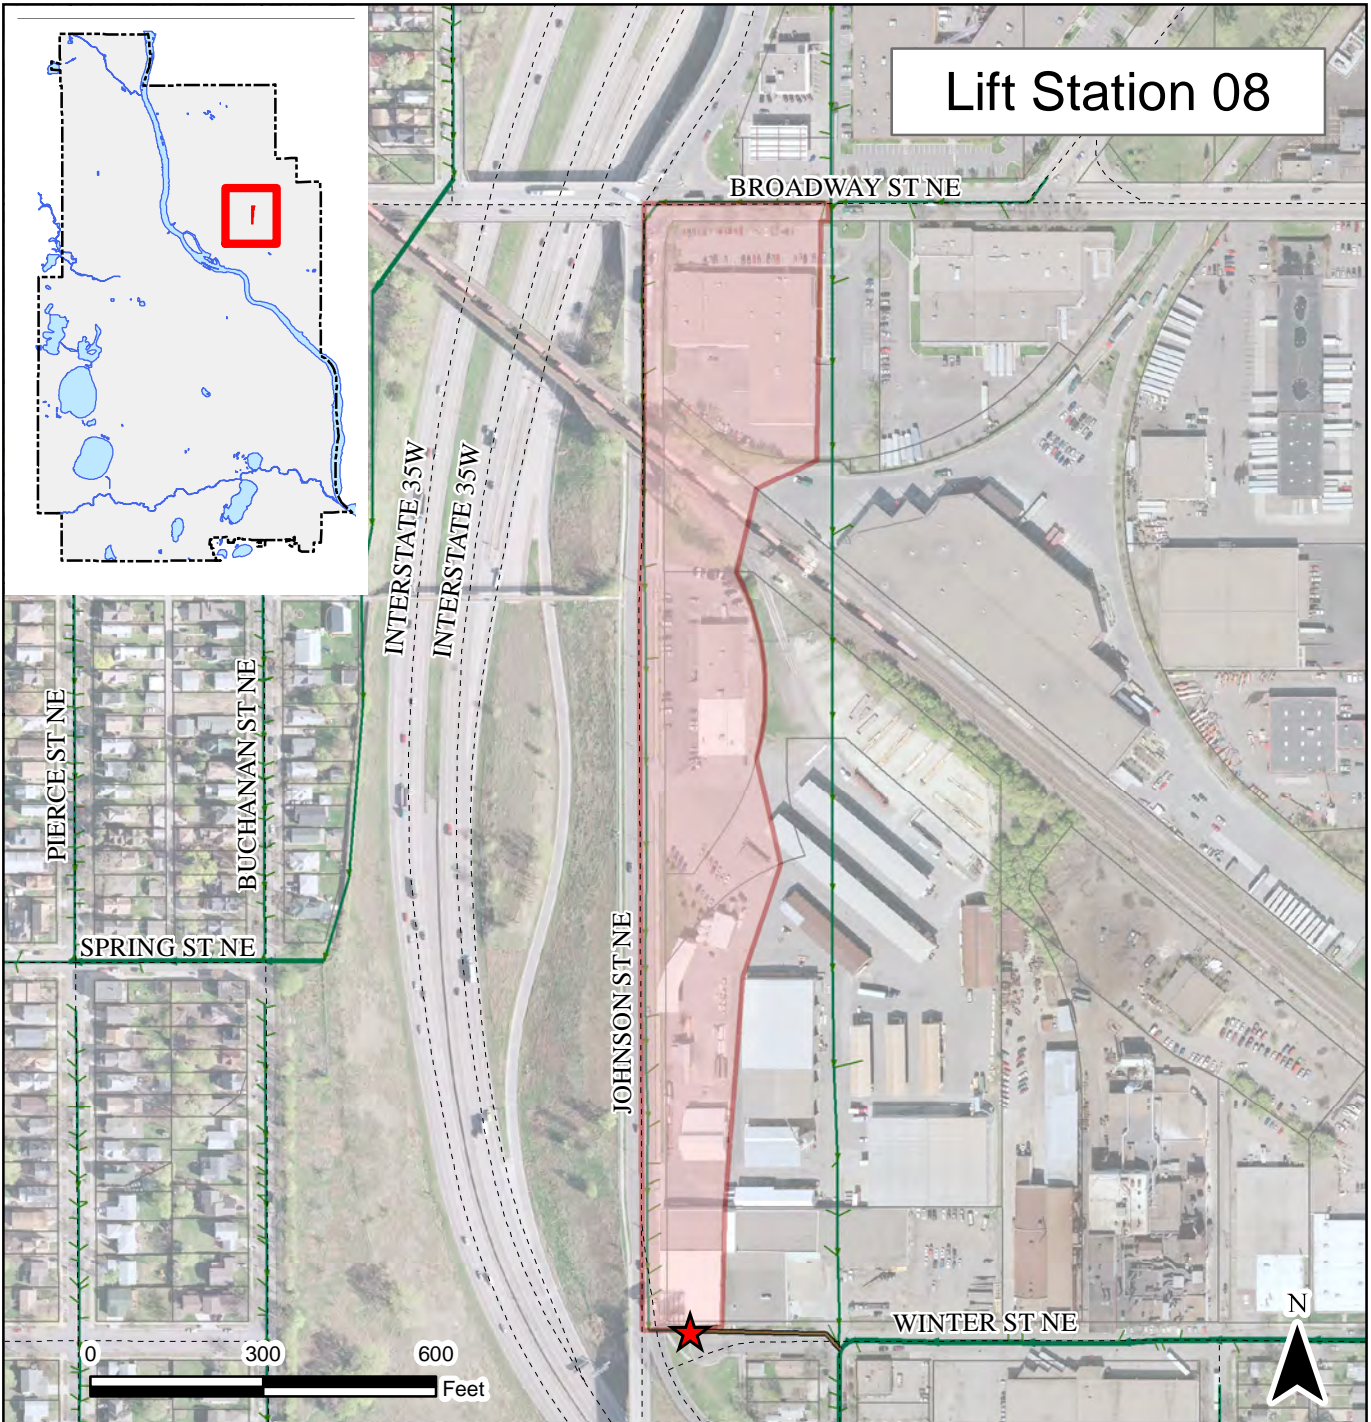 Lift Station 08
BROADWAY ST NE
INTERSTATE 35W
INTERSTATE 35W
PIERCE ST NE
BUCHANAN ST NE
SPRING ST NE
JOHNSON ST NE
WINTER ST NE
N
0 300 600
Feet